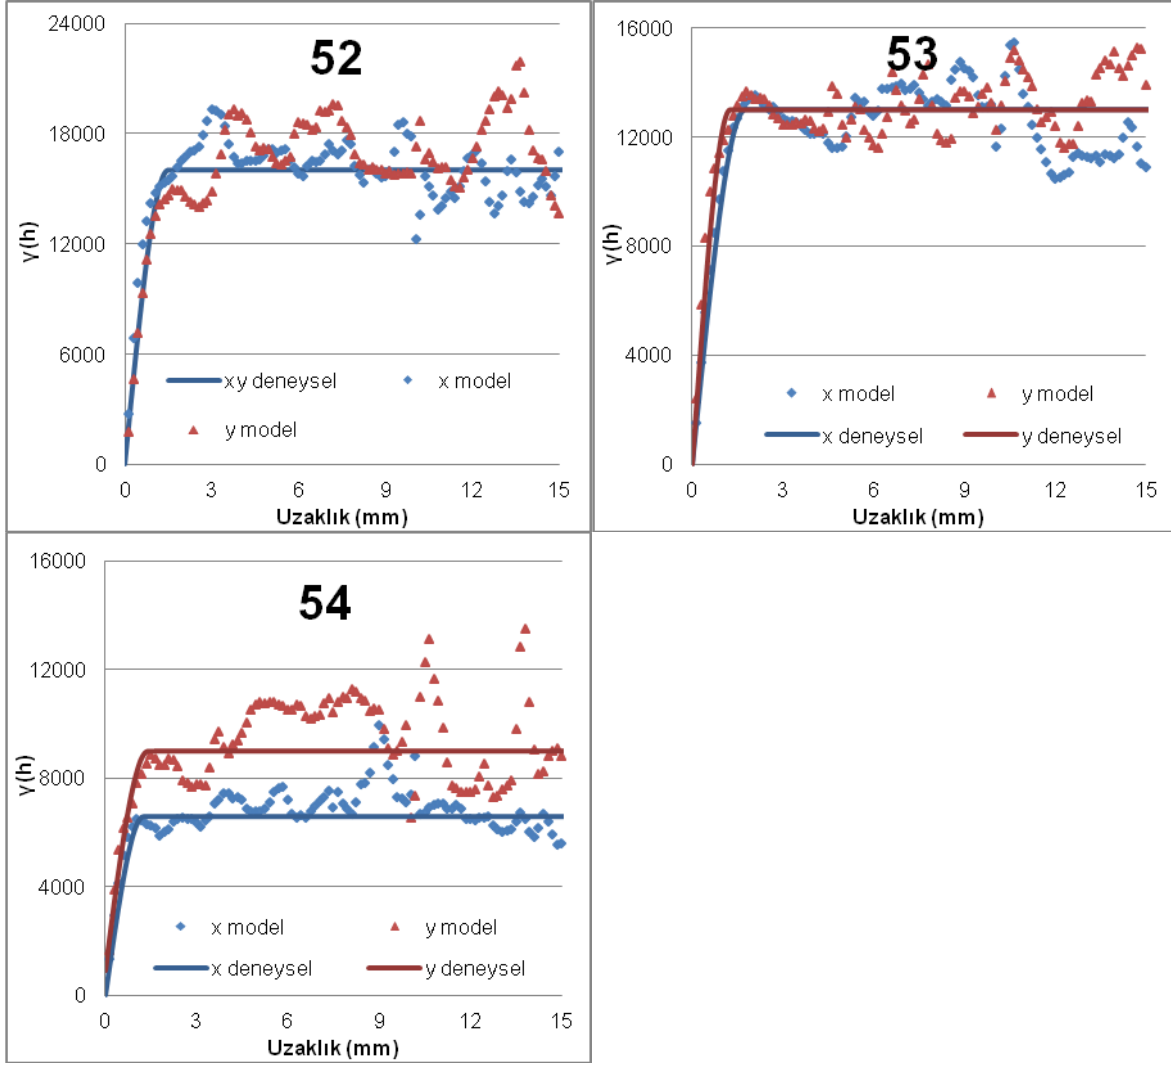 52
24000
18000
12000
6000
0
γ(h)
xy deneysel
x model
y model
0 3 6 9 12 15
Uzaklık (mm)
53
16000
12000
8000
4000
0
γ(h)
x model
y model
x deneysel
y deneysel
0 3 6 9 12 15
Uzaklık (mm)
54
16000
12000
8000
4000
0
γ(h)
x model
y model
x deneysel
y deneysel
0 3 6 9 12 15
Uzaklık (mm)